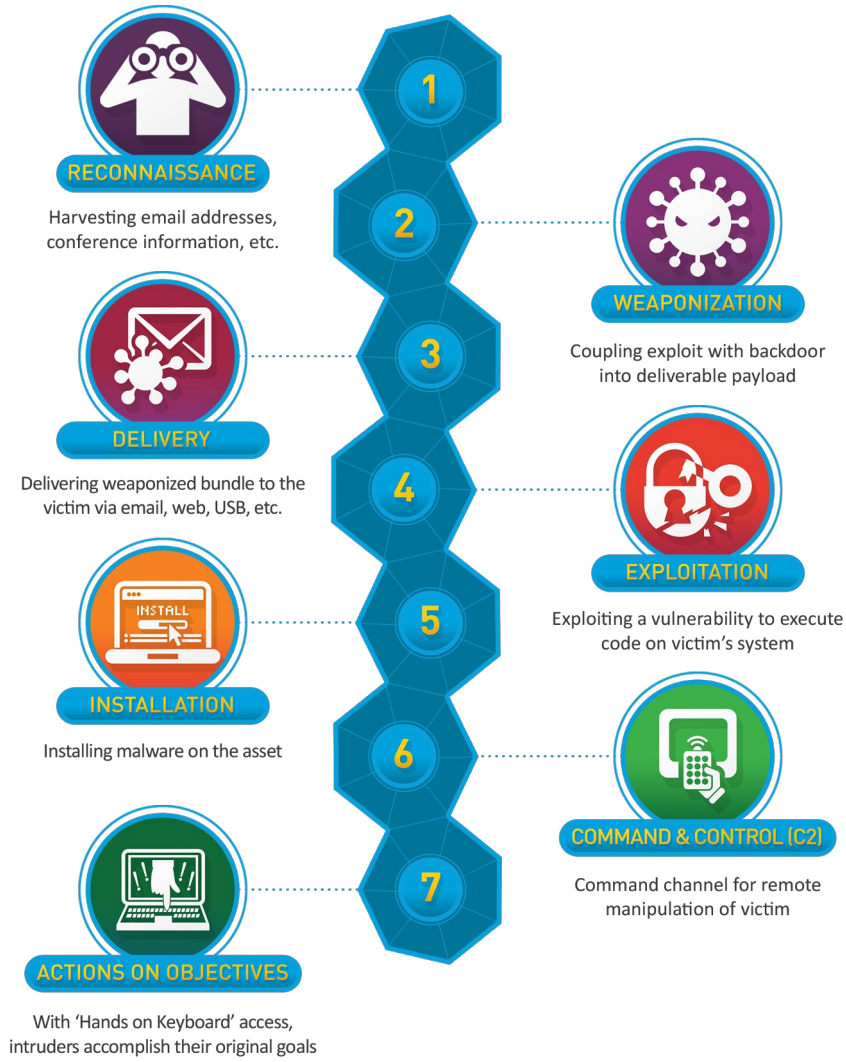 1
RECONNAISSANCE
Harvesting email addresses,
conference information, etc.
2
WEAPONIZATION
Coupling exploit with backdoor
into deliverable payload
3
DELIVERY
Delivering weaponized bundle to the
victim via email, web, USB, etc.
4
EXPLOITATION
Exploiting a vulnerability to execute
code on victim’s system
5
INSTALL
INSTALLATION
Installing malware on the asset
6
COMMAND & CONTROL (C2)
Command channel for remote
manipulation of victim
7
ACTIONS ON OBJECTIVES
With ‘Hands on Keyboard’ access,
intruders accomplish their original goals